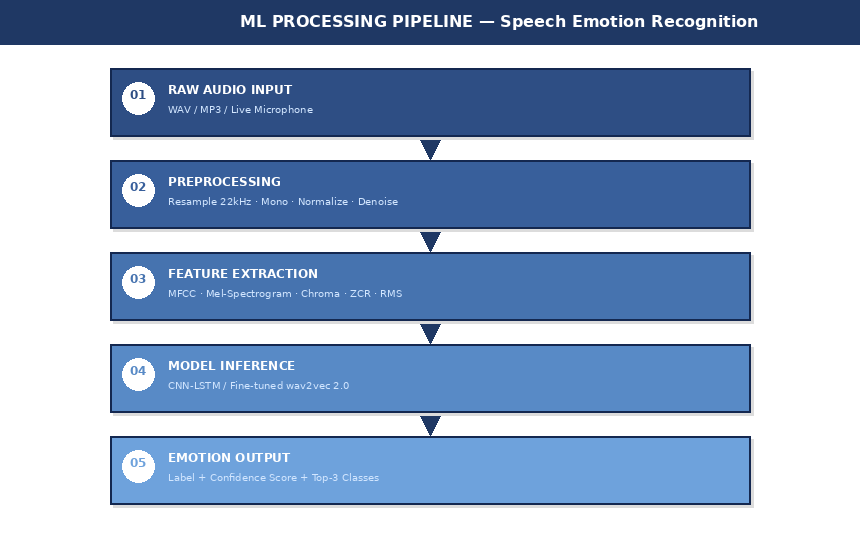 ML PROCESSING PIPELINE — Speech Emotion Recognition
01
RAW AUDIO INPUT
WAV / MP3 / Live Microphone
02
PREPROCESSING
Resample 22kHz · Mono · Normalize · Denoise
03
FEATURE EXTRACTION
MFCC · Mel-Spectrogram · Chroma · ZCR · RMS
04
MODEL INFERENCE
CNN-LSTM / Fine-tuned wav2vec 2.0
05
EMOTION OUTPUT
Label + Confidence Score + Top-3 Classes